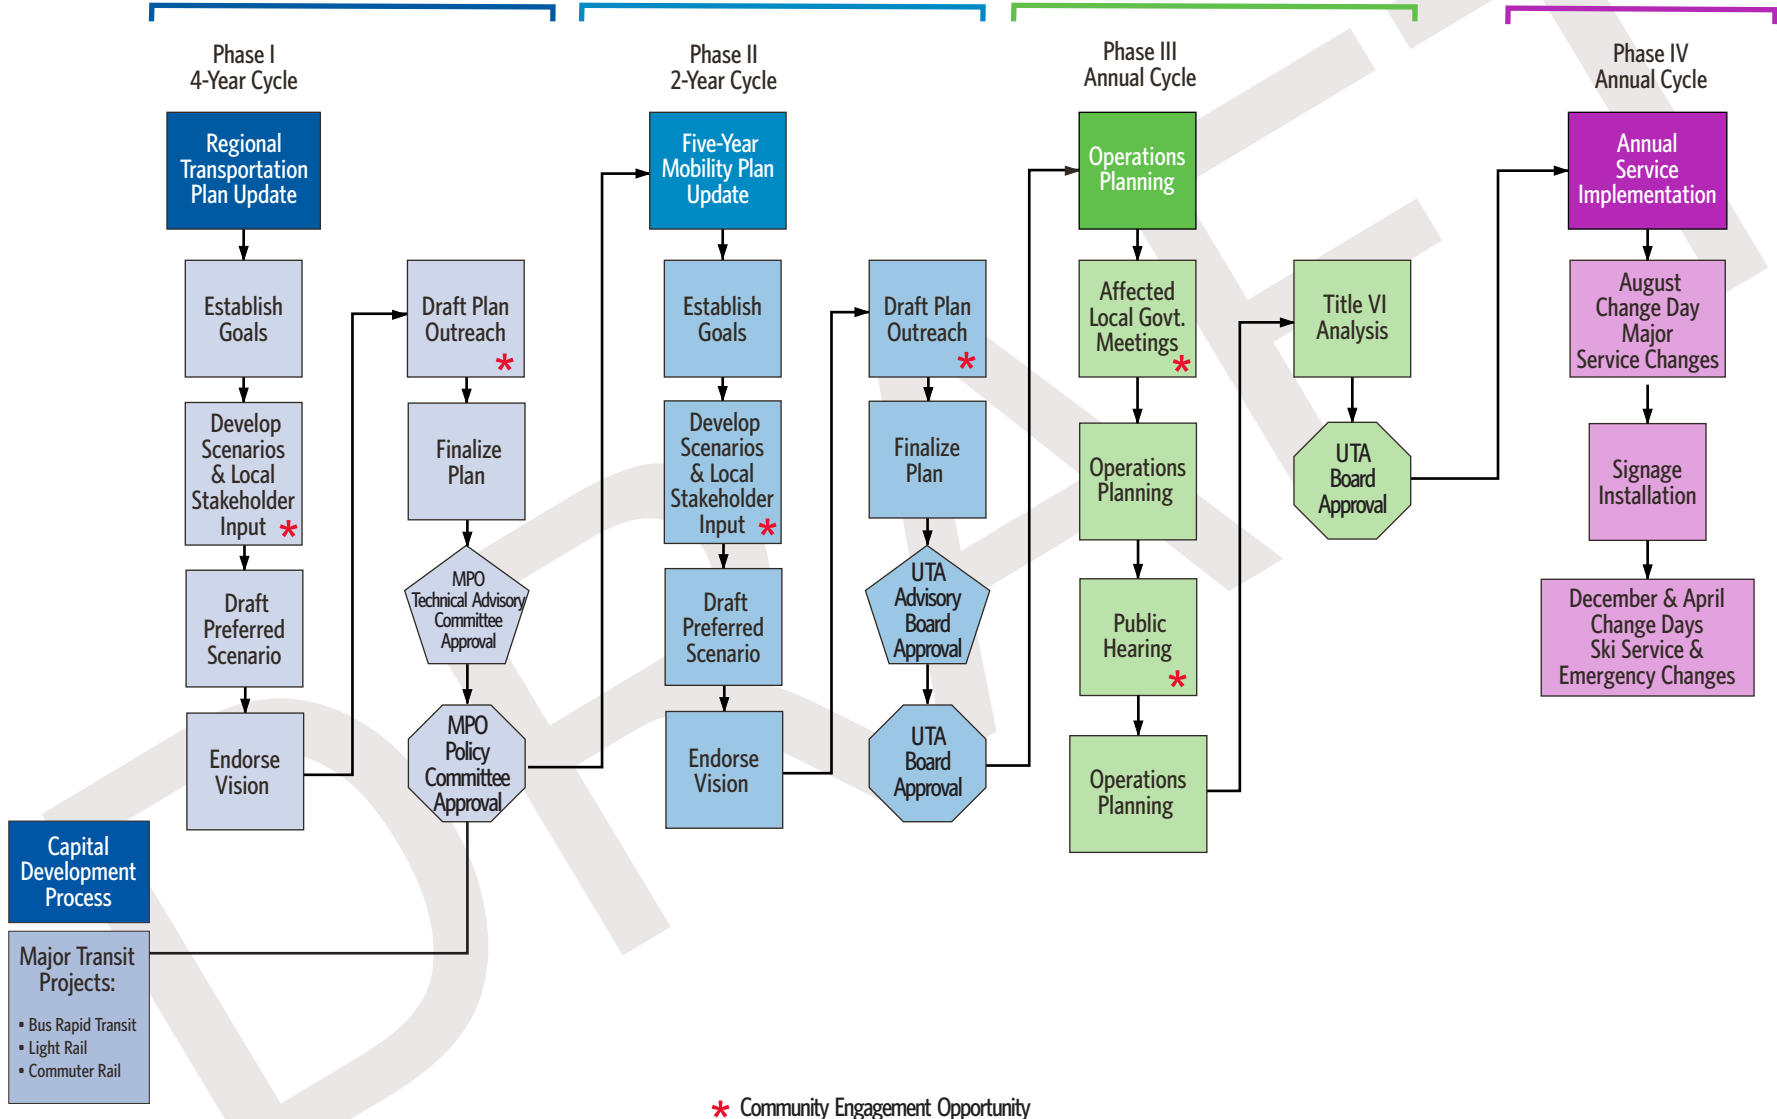 Phase I
4-Year Cycle
Regional
Transportation
Plan Update
Establish
Goals
Develop
Scenarios
& Local
Stakeholder
Input *
Draft
Preferred
Scenario
Endorse
Vision
Draft Plan
Outreach
*
Finalize
Plan
MPO
Technical Advisory
Committee
Approval
MPO
Policy
Committee
Approval
Capital
Development
Process
Major Transit
Projects:
• Bus Rapid Transit
• Light Rail
• Commuter Rail
Phase II
2-Year Cycle
Five-Year
Mobility Plan
Update
Establish
Goals
Develop
Scenarios
& Local
Stakeholder
Input *
Draft
Preferred
Scenario
Endorse
Vision
Draft Plan
Outreach
*
Finalize
Plan
UTA
Advisory
Board
Approval
UTA
Board
Approval
Phase III
Annual Cycle
Operations
Planning
Affected
Local Govt.
Meetings
*
Operations
Planning
Public
Hearing
*
Operations
Planning
Title VI
Analysis
UTA
Board
Approval
Phase IV
Annual Cycle
Annual
Service
Implementation
August
Change Day
Major
Service Changes
Signage
Installation
December & April
Change Days
Ski Service &
Emergency Changes
* Community Engagement Opportunity
DRAFT